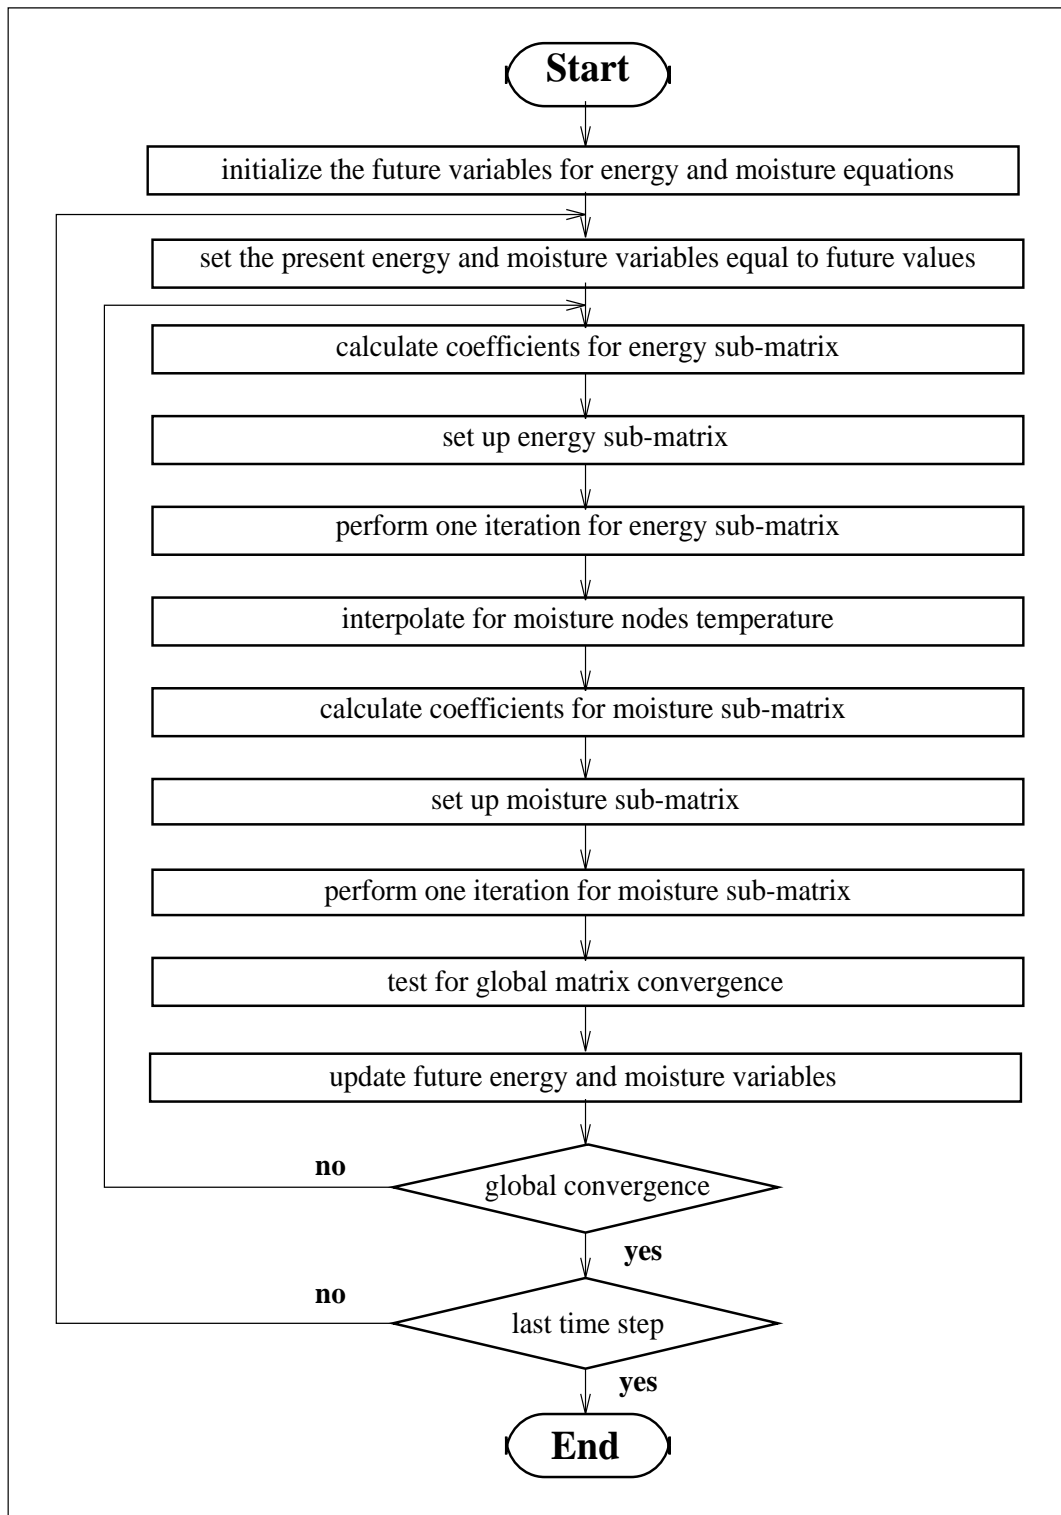 Start
initialize the future variables for energy and moisture equations
set the present energy and moisture variables equal to future values
calculate coefficients for energy sub-matrix
set up energy sub-matrix
perform one iteration for energy sub-matrix
interpolate for moisture nodes temperature
calculate coefficients for moisture sub-matrix
set up moisture sub-matrix
perform one iteration for moisture sub-matrix
test for global matrix convergence
update future energy and moisture variables
no
global convergence
yes
no
last time step
yes
End